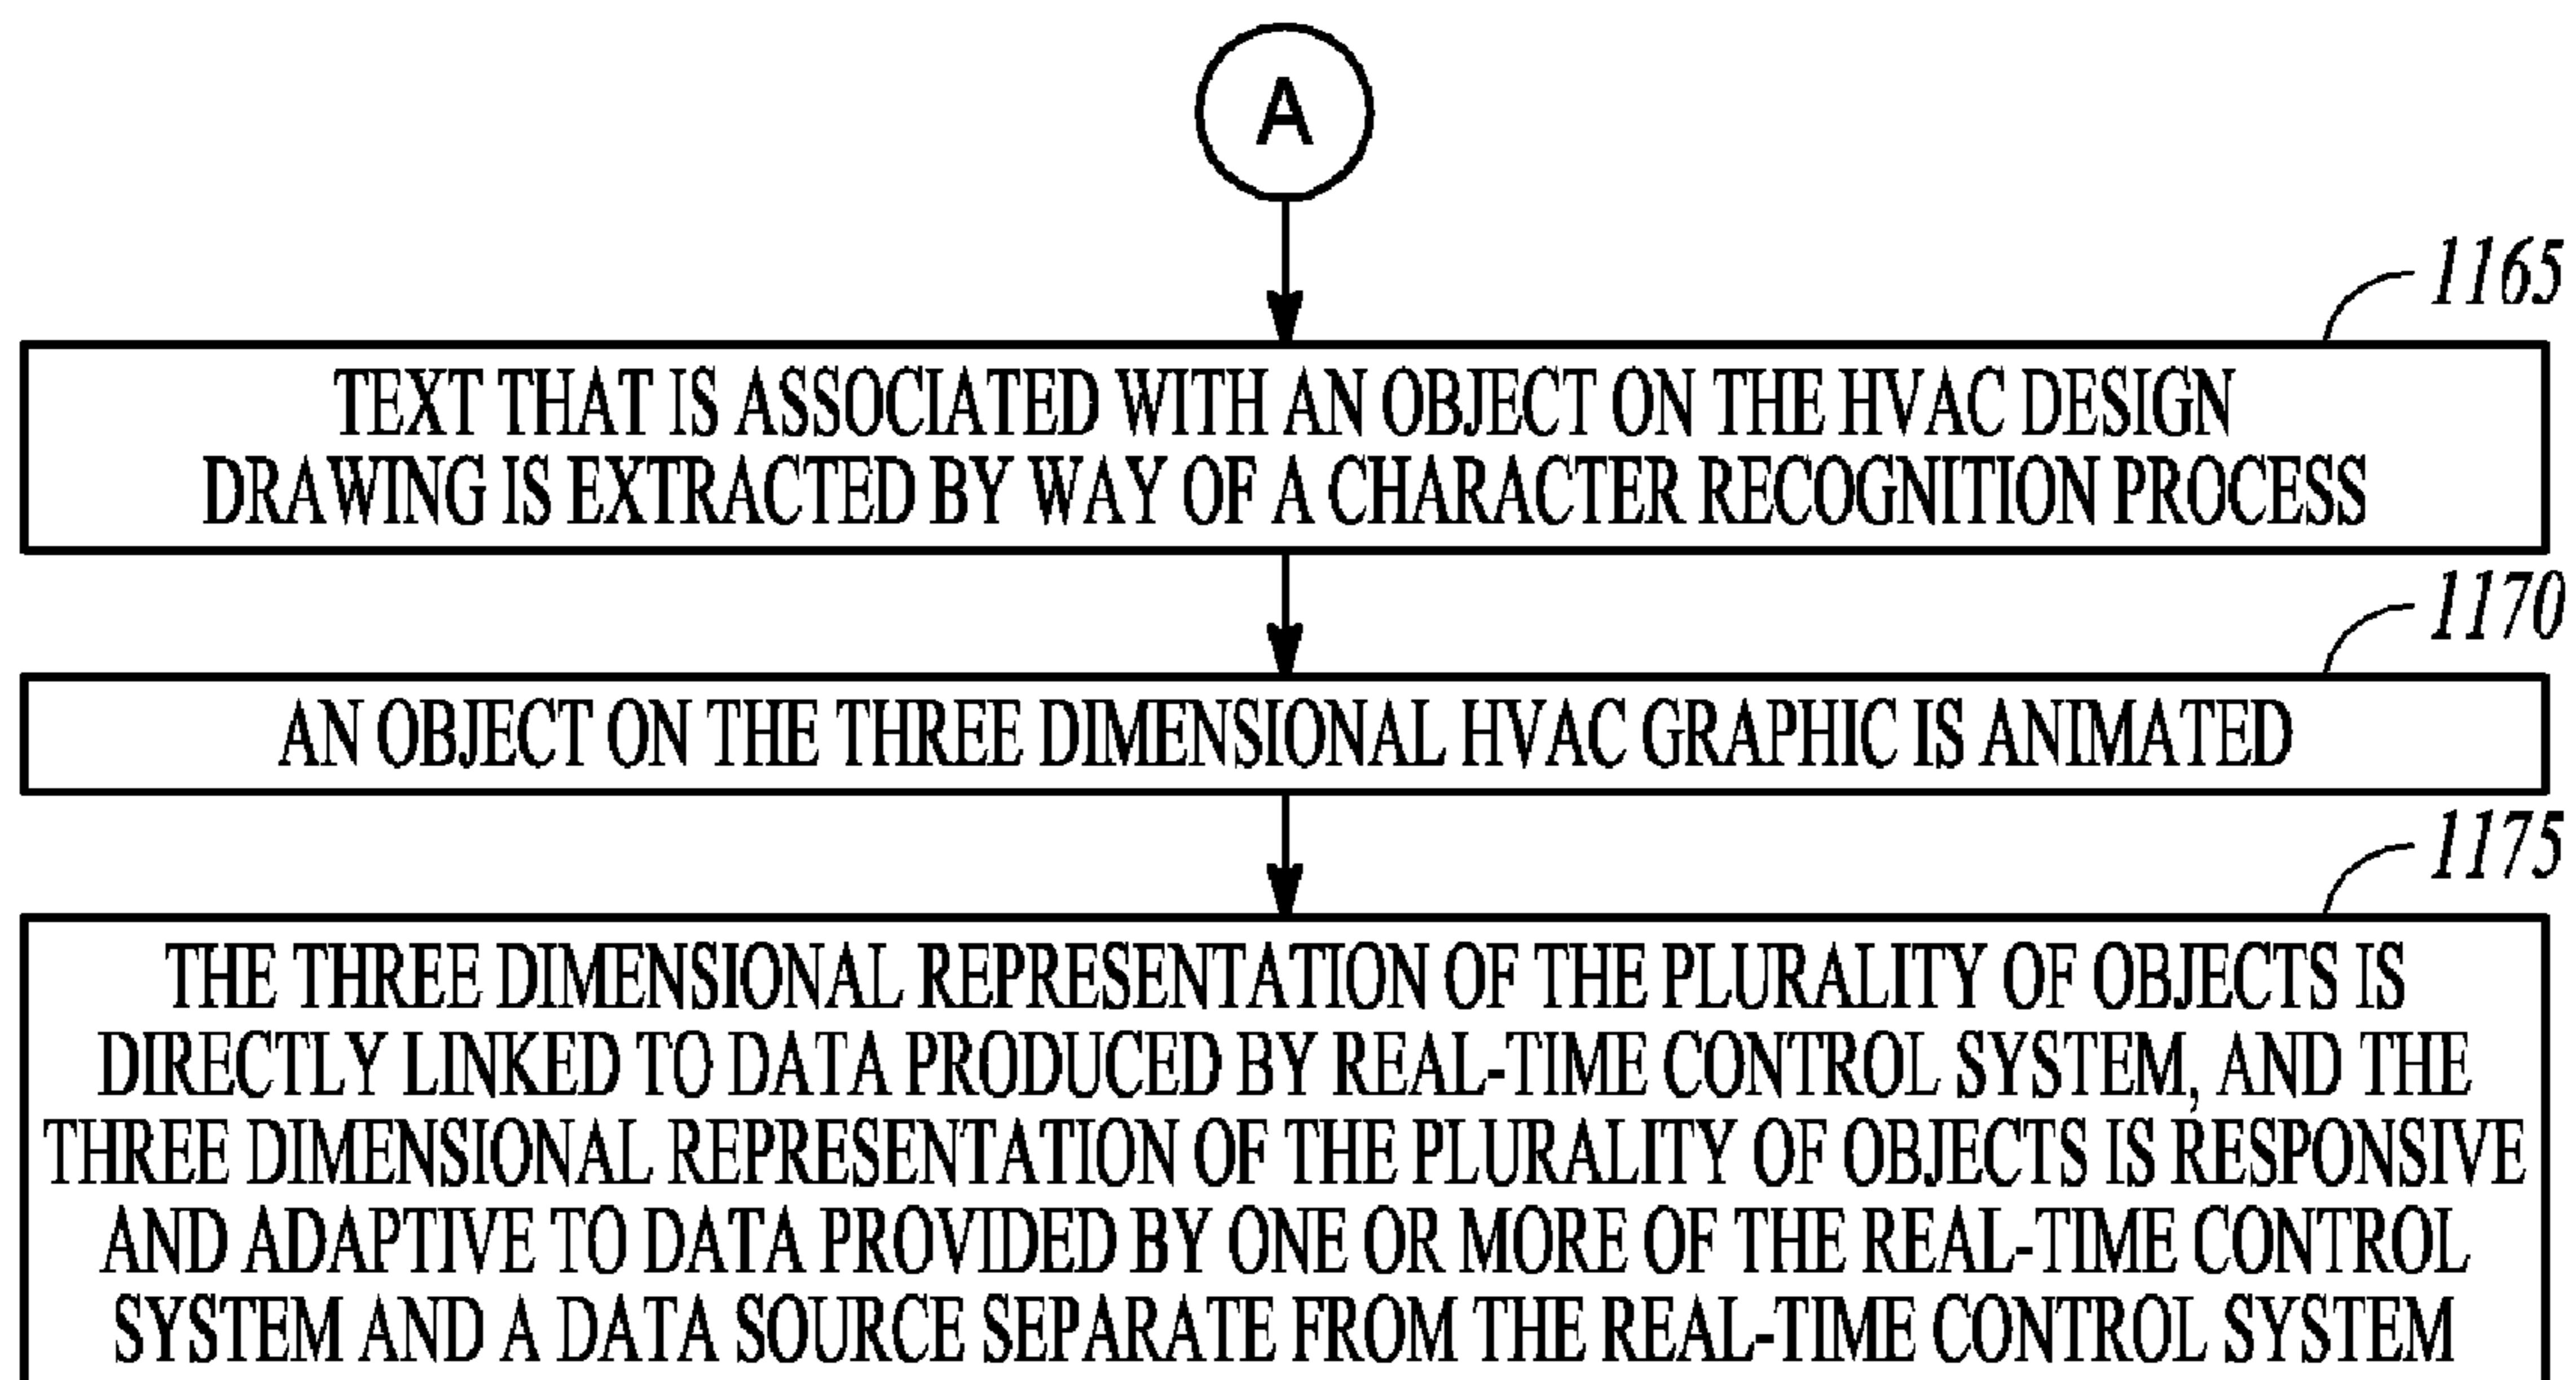 A
1165
TEXT THAT IS ASSOCIATED WITH AN OBJECT ON THE HVAC DESIGN
DRAWING IS EXTRACTED BY WAY OF A CHARACTER RECOGNITION PROCESS
1170
AN OBJECT ON THE THREE DIMENSIONAL HVAC GRAPHIC IS ANIMATED
1175
THE THREE DIMENSIONAL REPRESENTATION OF THE PLURALITY OF OBJECTS IS
DIRECTLY LINKED TO DATA PRODUCED BY REAL-TIME CONTROL SYSTEM, AND THE
THREE DIMENSIONAL REPRESENTATION OF THE PLURALITY OF OBJECTS IS RESPONSIVE
AND ADAPTIVE TO DATA PROVIDED BY ONE OR MORE OF THE REAL-TIME CONTROL
SYSTEM AND A DATA SOURCE SEPARATE FROM THE REAL-TIME CONTROL SYSTEM